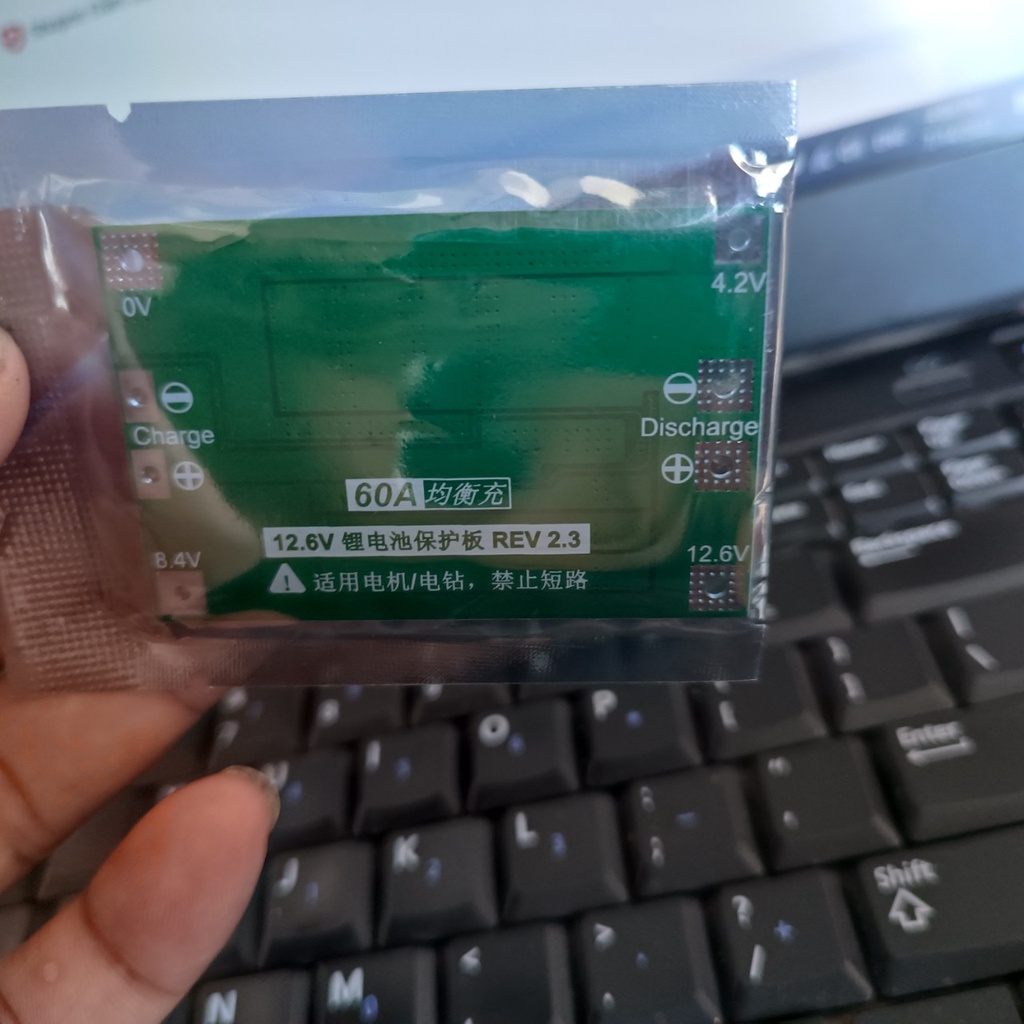 0V
4.2V
⊖
⊖
Charge
Discharge
⊕
⊕
60A 均衡充
12.6V 锂电池保护板 REV 2.3
8.4V
12.6V
适用电机/电钻，禁止短路
O
P
Enter
K
L
J
Shift
?
/
N
M
<
>